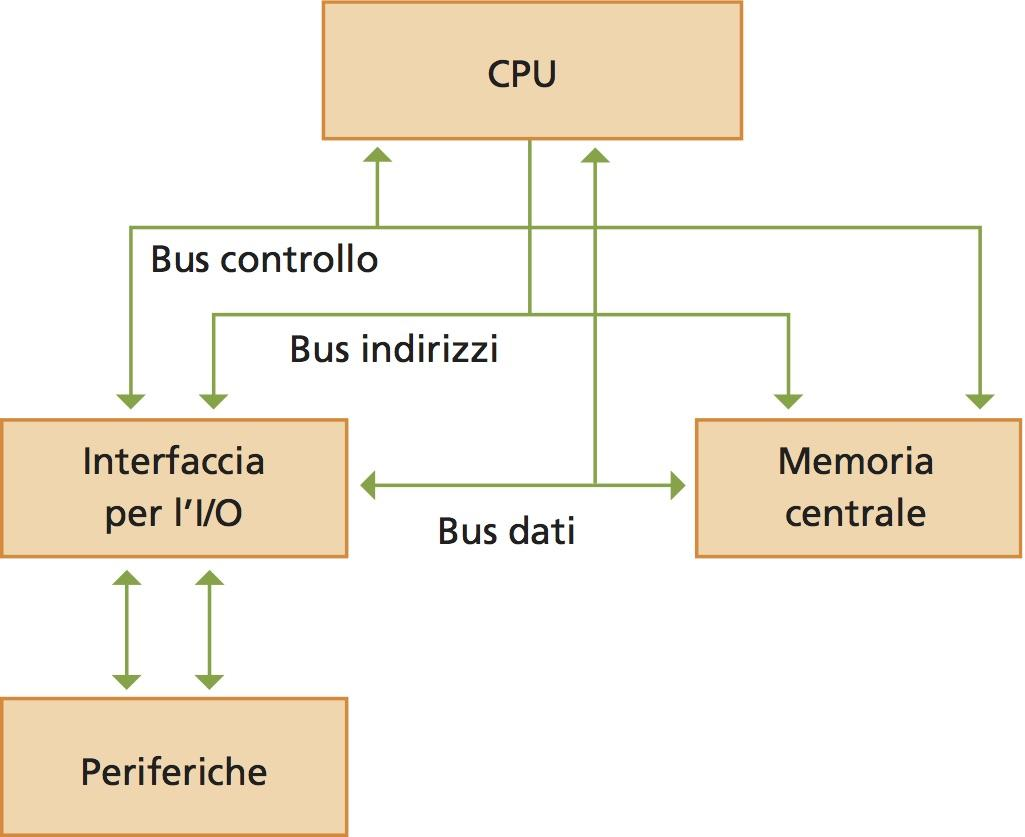 CPU
Bus controllo
Bus indirizzi
Interfaccia
per l'I/O
Memoria
centrale
Bus dati
Periferiche